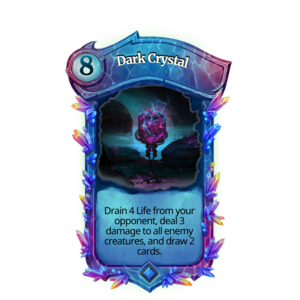 8
Dark Crystal
Drain 4 Life from your
opponent, deal 3
damage to all enemy
creatures, and draw 2
cards.